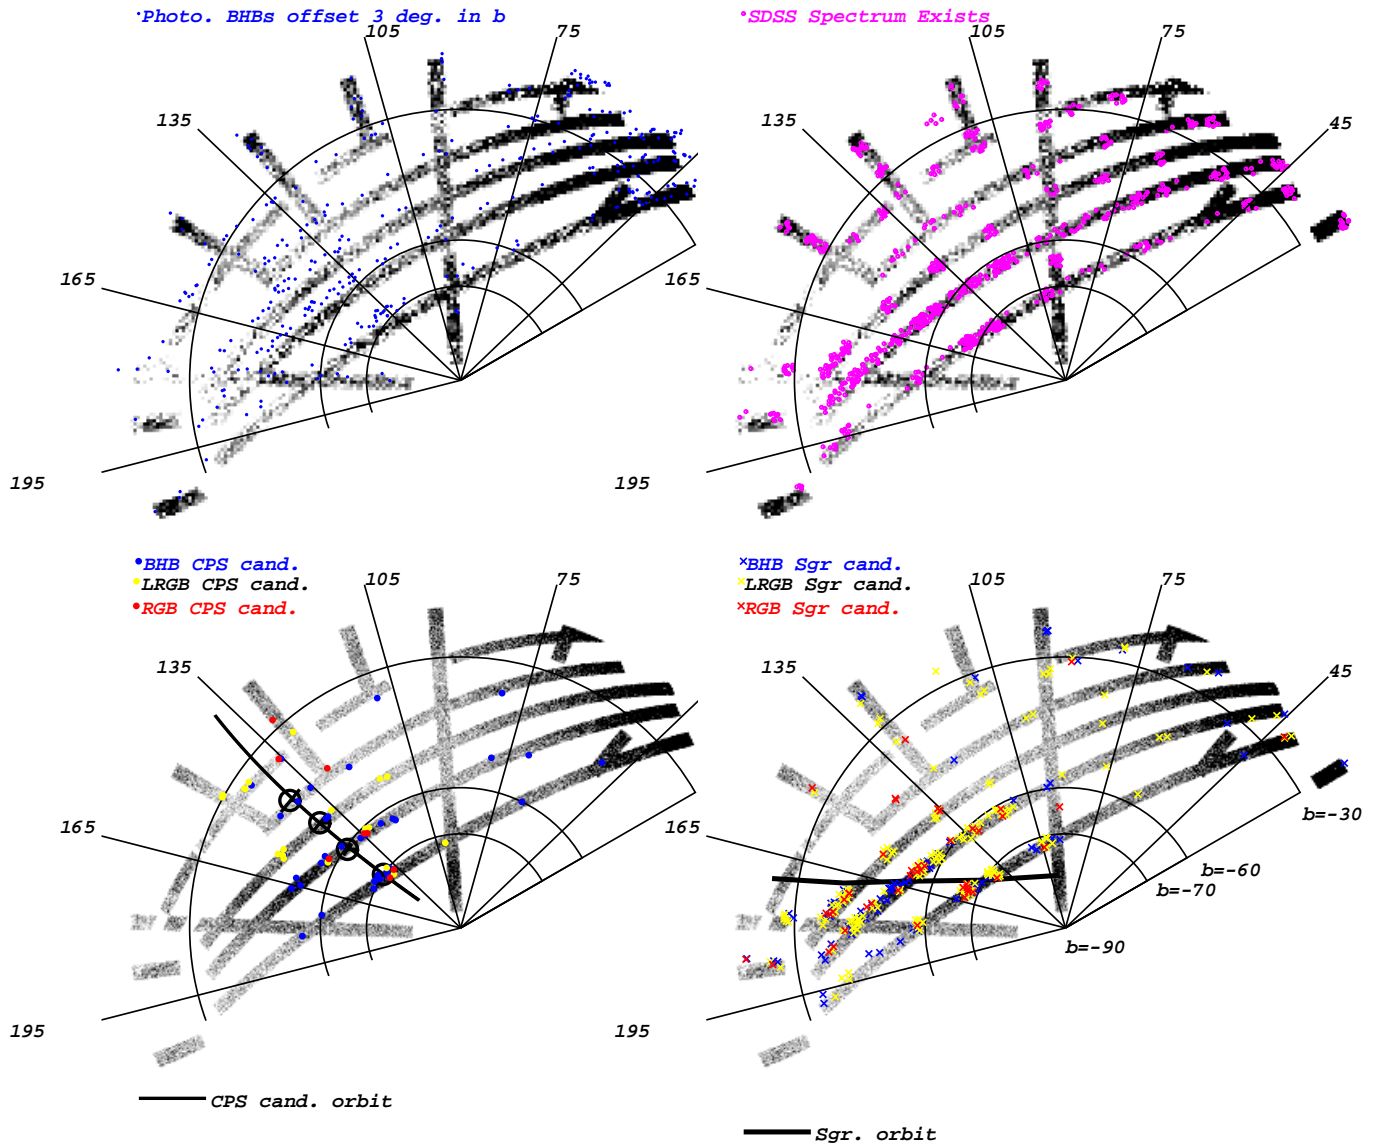 Photo. BHBs offset 3 deg. in b
105
75
135
165
195
SDSS Spectrum Exists
105
75
135
45
165
195
BHB CPS cand.
LRGB CPS cand.
RGB CPS cand.
105
75
135
165
195
CPS cand. orbit
BHB Sgr cand.
LRGB Sgr cand.
RGB Sgr cand.
105
75
135
45
165
b=-30
b=-60
b=-70
b=-90
195
Sgr. orbit